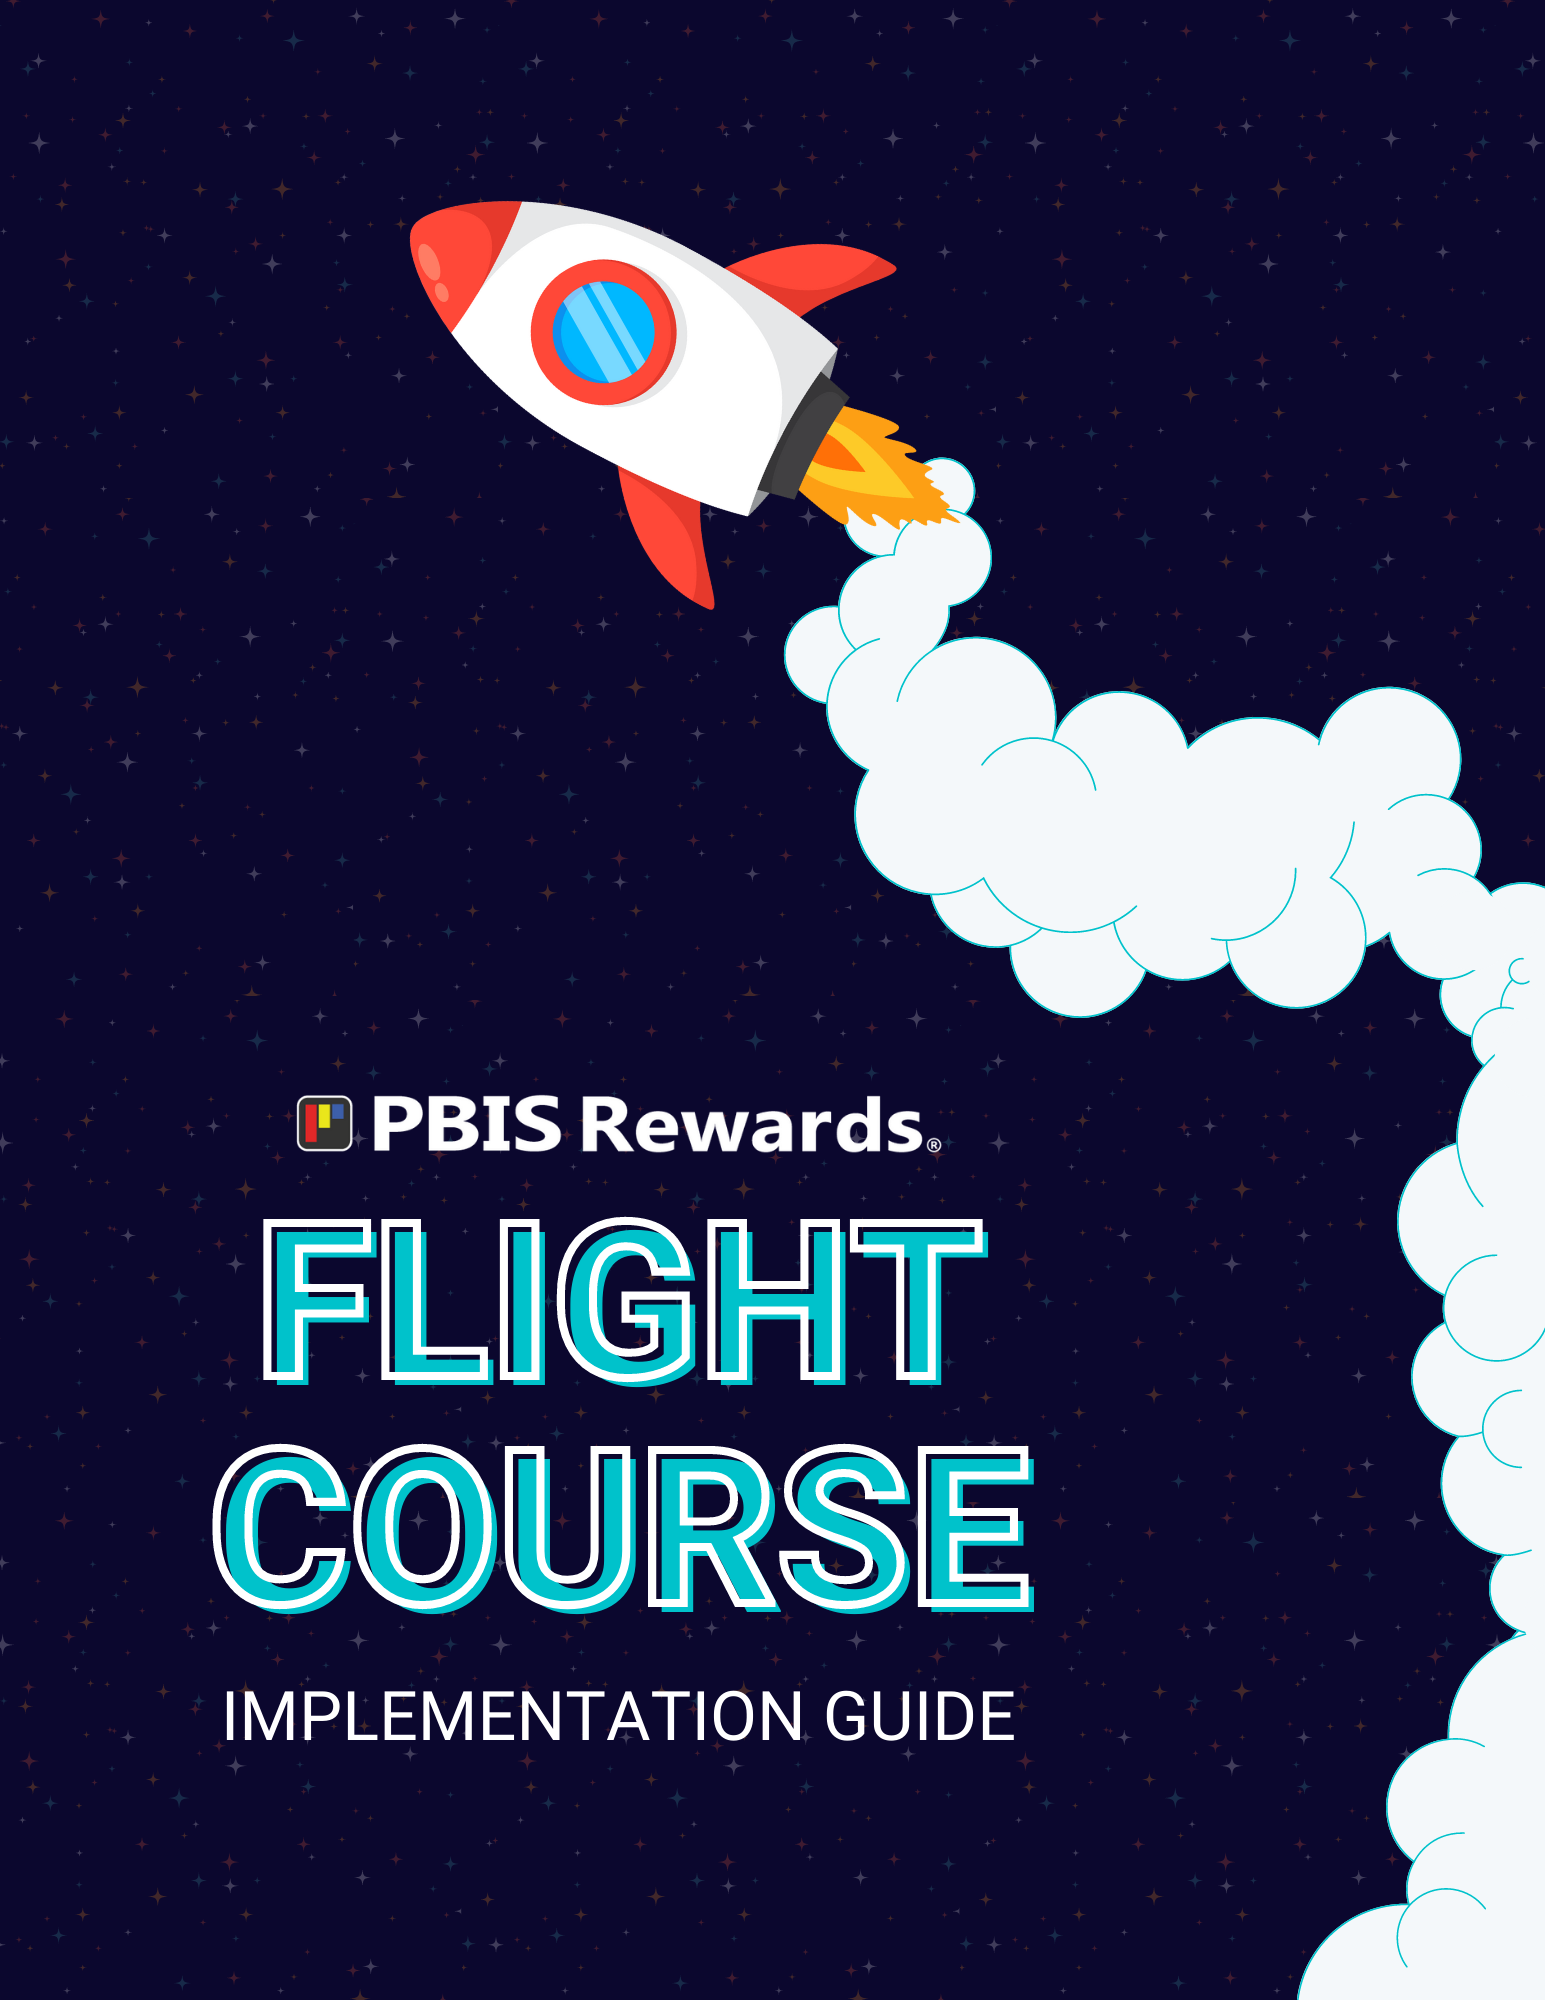 PBIS Rewards®
FLIGHT
COURSE
IMPLEMENTATION GUIDE